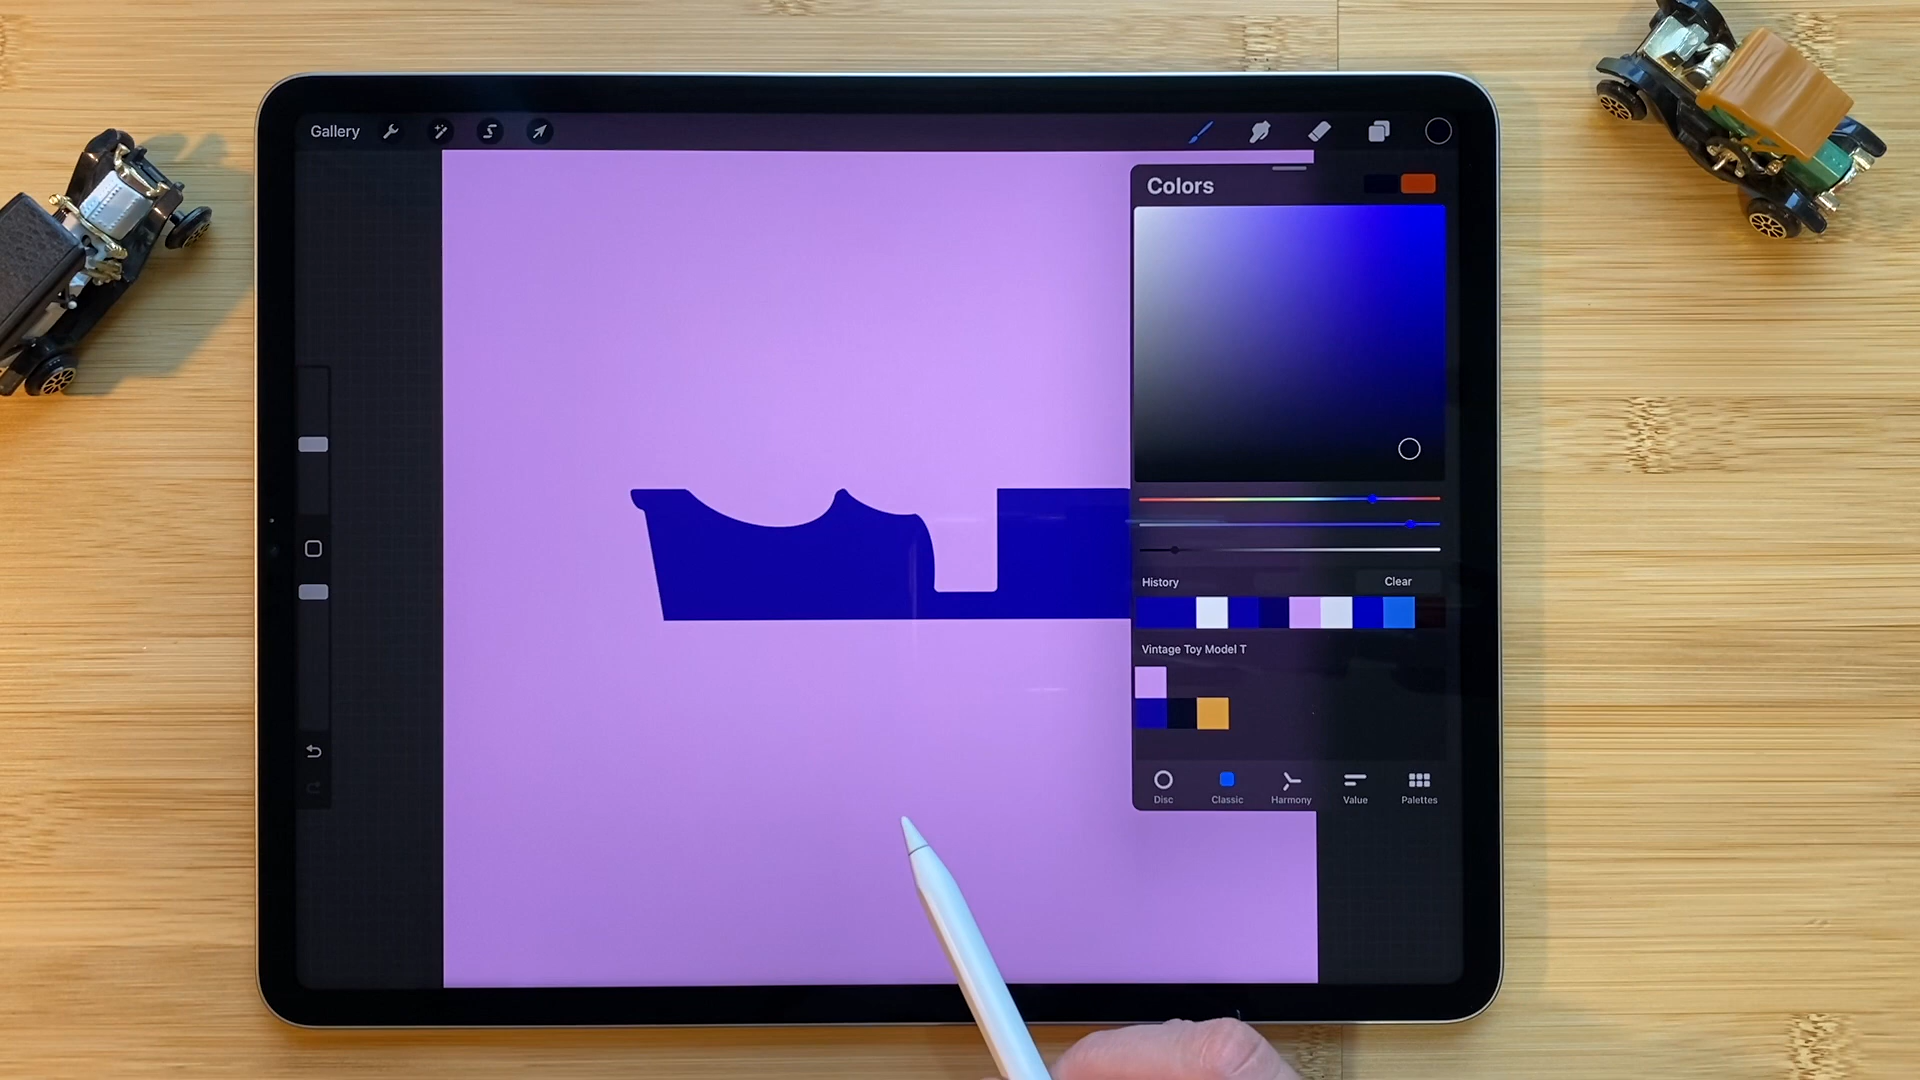 Gallery
Colors
History
Clear
Vintage Toy Model T
Disc
Classic
Harmony
Value
Palettes